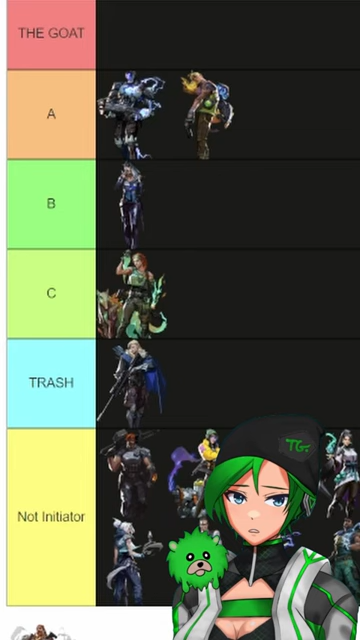 THE GOAT
A
B
C
TRASH
Not Initiator
TG.